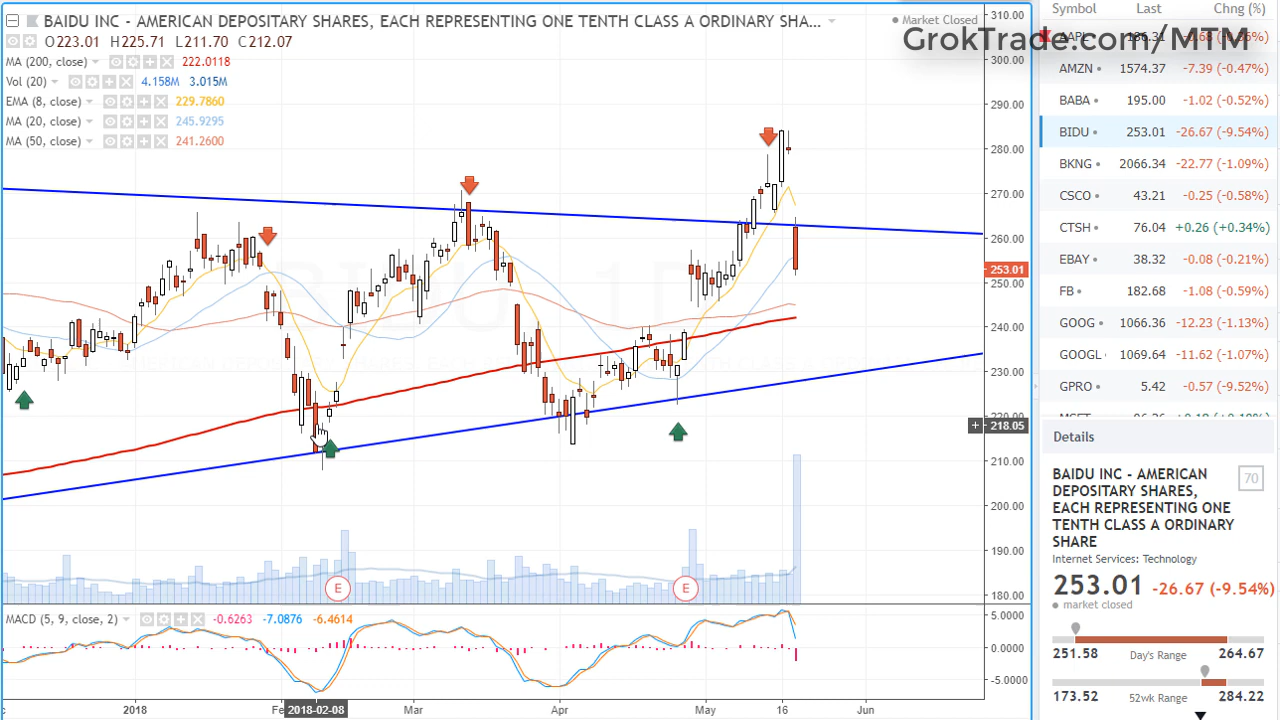 BAIDU INC - AMERICAN DEPOSITARY SHARES, EACH REPRESENTING ONE TENTH CLASS A ORDINARY SHA...
Market Closed
GrokTrade.com/MTM
O223.01 H225.71 L211.70 C212.07
MA (200, close) 222.0118
Vol (20) 4.158M 3.015M
EMA (8, close) 229.7860
MA (20, close) 245.9295
MA (50, close) 241.2600
310.00
300.00
290.00
280.00
270.00
260.00
253.01
250.00
240.00
230.00
220.00
218.05
210.00
200.00
190.00
180.00
E
E
MACD (5, 9, close, 2) -0.6263 -7.0876 -6.4614
5.0000
0.0000
-5.0000
2018
2018-02-08
Mar
Apr
May
16
Jun
Symbol Last Chng (%)
AAPL 186.31
AMZN 1574.37 -7.39 (-0.47%)
BABA 195.00 -1.02 (-0.52%)
BIDU 253.01 -26.67 (-9.54%)
BKNG 2066.34 -22.77 (-1.09%)
CSCO 43.21 -0.25 (-0.58%)
CTSH 76.04 +0.26 (+0.34%)
EBAY 38.32 -0.08 (-0.21%)
FB 182.68 -1.08 (-0.59%)
GOOG 1066.36 -12.23 (-1.13%)
GOOGL 1069.64 -11.62 (-1.07%)
GPRO 5.42 -0.57 (-9.52%)
Details
BAIDU INC - AMERICAN
DEPOSITARY SHARES,
EACH REPRESENTING ONE
TENTH CLASS A ORDINARY
SHARE
70
Internet Services: Technology
253.01 -26.67 (-9.54%)
market closed
251.58 Day's Range 264.67
173.52 52wk Range 284.22